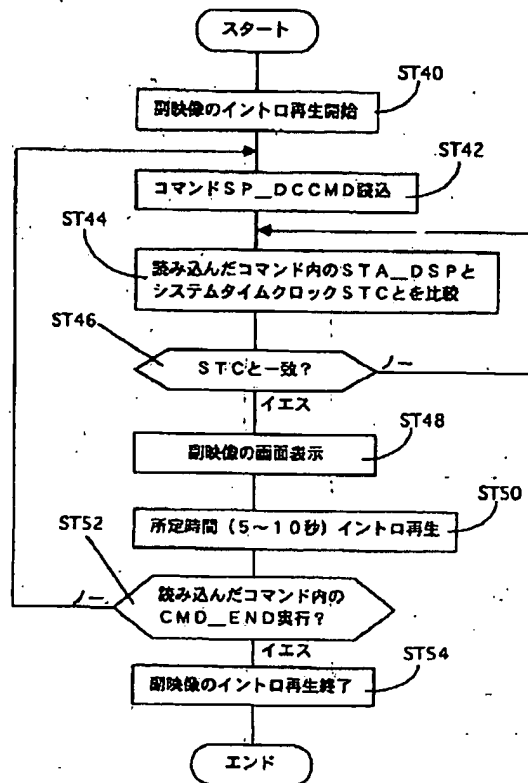 スタート
ST40
副映像のイントロ再生開始
ST42
コマンドSP__DCCMD読込
ST44
読み込んだコマンド内のSTA__DSPと
システムタイムクロックSTCとを比較
ST46
STCと一致?
ノー
イエス
ST48
副映像の画面表示
ST50
所定時間(5~10秒)イントロ再生
ST52
読み込んだコマンド内の
CMD__END実行?
ノー
イエス
ST54
副映像のイントロ再生終了
エンド